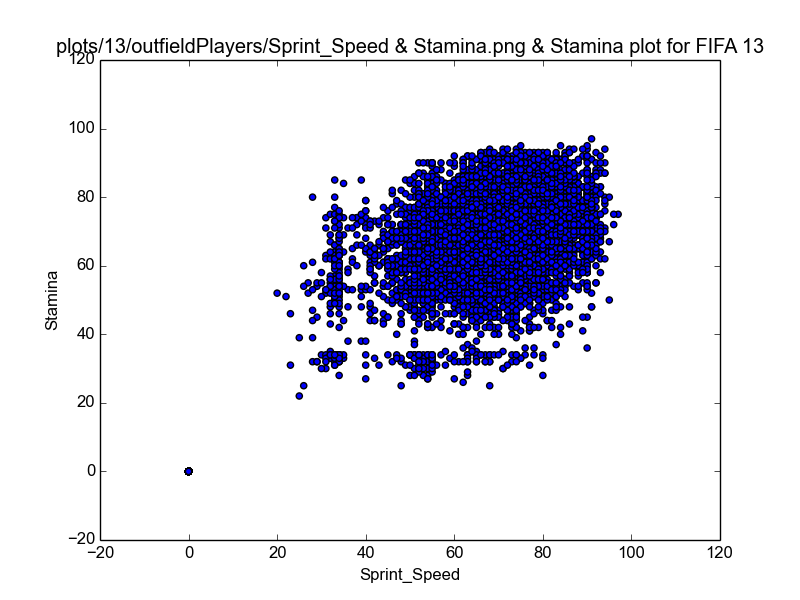 plots/13/outfieldPlayers/Sprint_Speed & Stamina.png & Stamina plot for FIFA 13
120
100
80
60
40
20
0
−20
Stamina
−20 0 20 40 60 80 100 120
Sprint_Speed